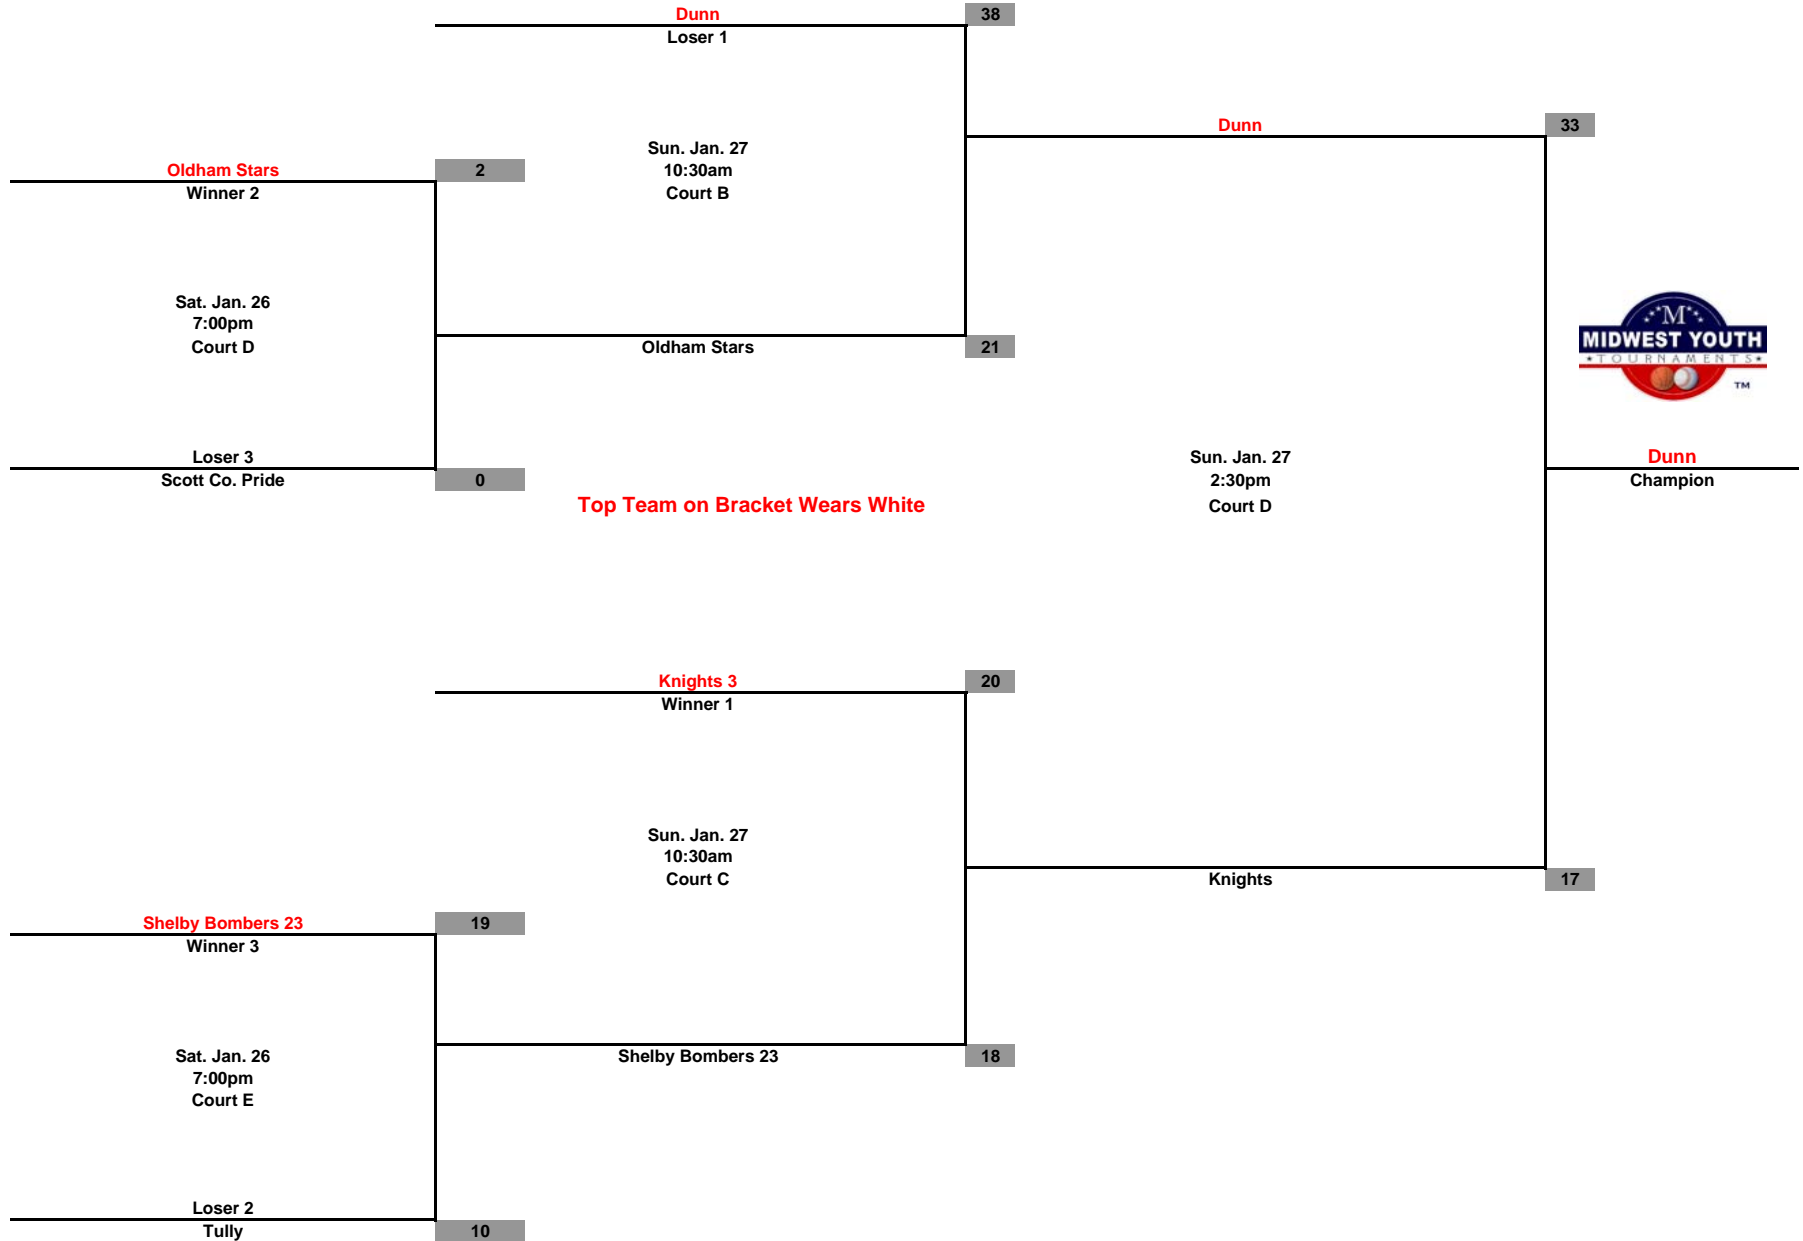 Dunn 38
Loser 1
Dunn 33
Sun. Jan. 27
10:30am
Court B
Oldham Stars 2
Winner 2
Sat. Jan. 26
7:00pm
Court D
Oldham Stars 21
M
MIDWEST YOUTH
TOURNAMENTS
TM
Loser 3
Scott Co. Pride 0
Top Team on Bracket Wears White
Sun. Jan. 27
2:30pm
Court D
Dunn
Champion
Knights 3 20
Winner 1
Sun. Jan. 27
10:30am
Court C
Knights 17
Shelby Bombers 23 19
Winner 3
Sat. Jan. 26
7:00pm
Court E
Shelby Bombers 23 18
Loser 2
Tully 10